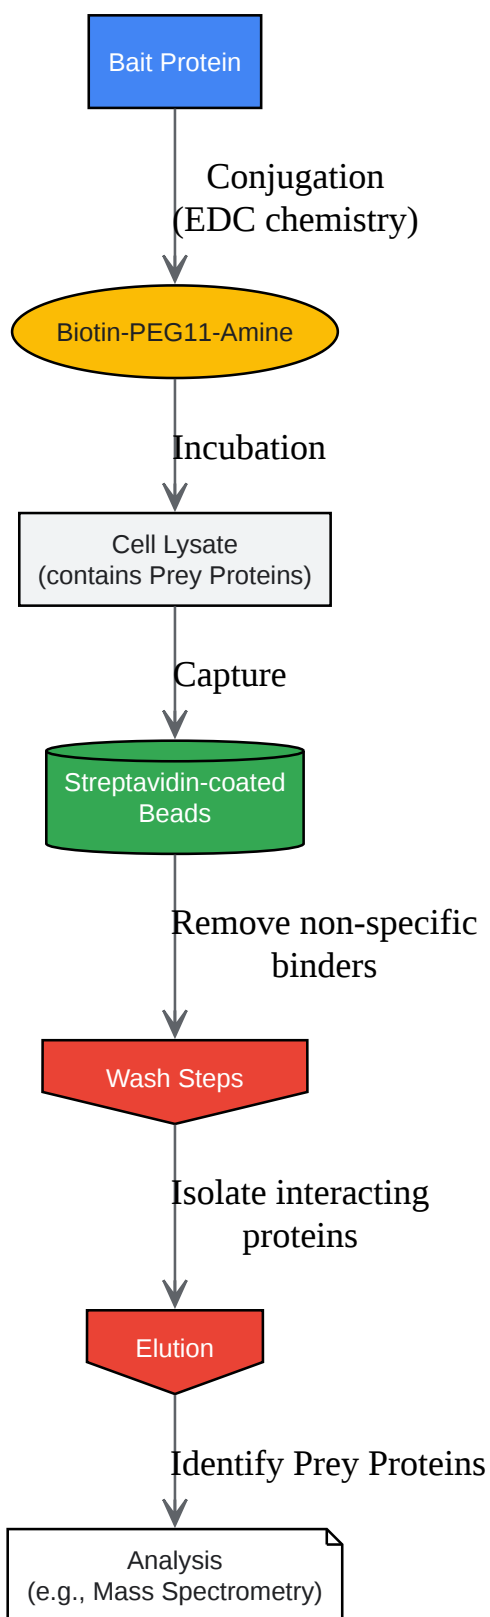 Bait Protein
Conjugation
(EDC chemistry)
Biotin-PEG11-Amine
Incubation
Cell Lysate
(contains Prey Proteins)
Capture
Streptavidin-coated
Beads
Remove non-specific
binders
Wash Steps
Isolate interacting
proteins
Elution
Identify Prey Proteins
Analysis
(e.g., Mass Spectrometry)